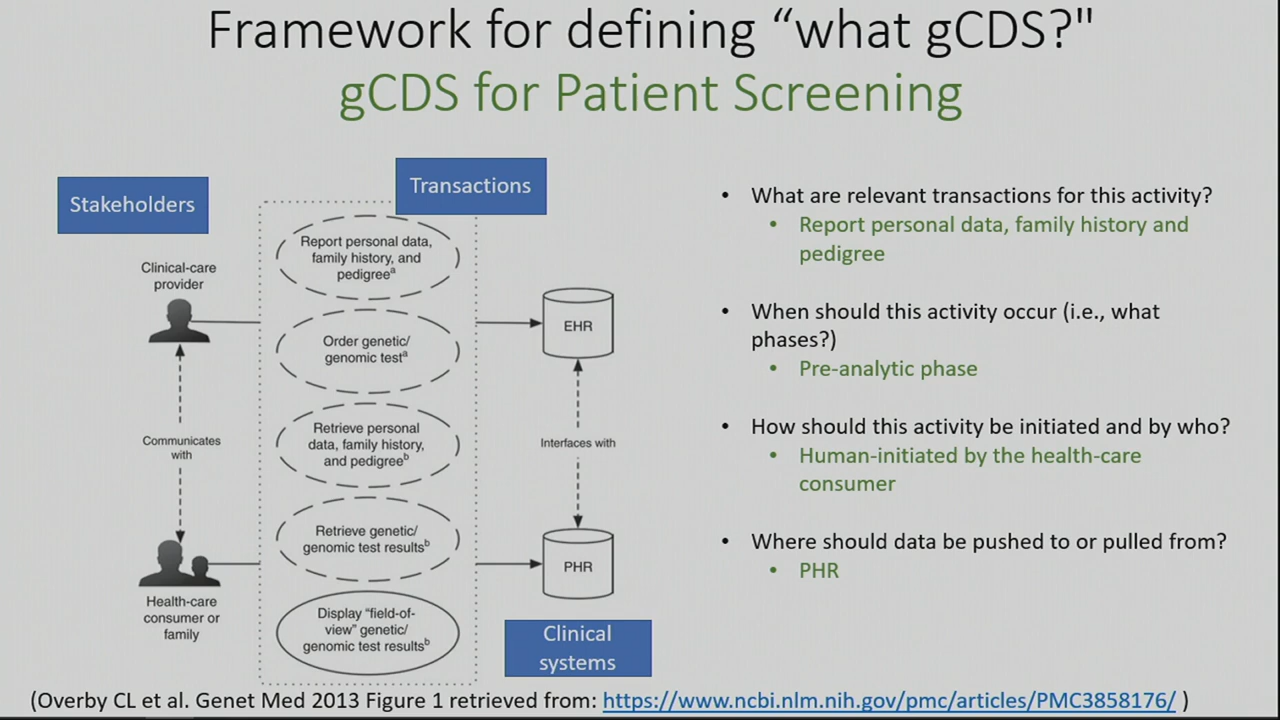 Framework for defining “what gCDS?"
gCDS for Patient Screening
Stakeholders
Transactions
Clinical-care
provider
Communicates
with
Health-care
consumer or
family
Report personal data,
family history, and
pedigreeᵃ
Order genetic/
genomic testᵃ
Retrieve personal
data, family history,
and pedigreeᵇ
Retrieve genetic/
genomic test resultsᵇ
Display “field-of-
view” genetic/
genomic test resultsᵇ
EHR
Interfaces with
PHR
Clinical
systems
• What are relevant transactions for this activity?
• Report personal data, family history and
pedigree
• When should this activity occur (i.e., what
phases?)
• Pre-analytic phase
• How should this activity be initiated and by who?
• Human-initiated by the health-care
consumer
• Where should data be pushed to or pulled from?
• PHR
(Overby CL et al. Genet Med 2013 Figure 1 retrieved from: https://www.ncbi.nlm.nih.gov/pmc/articles/PMC3858176/ )